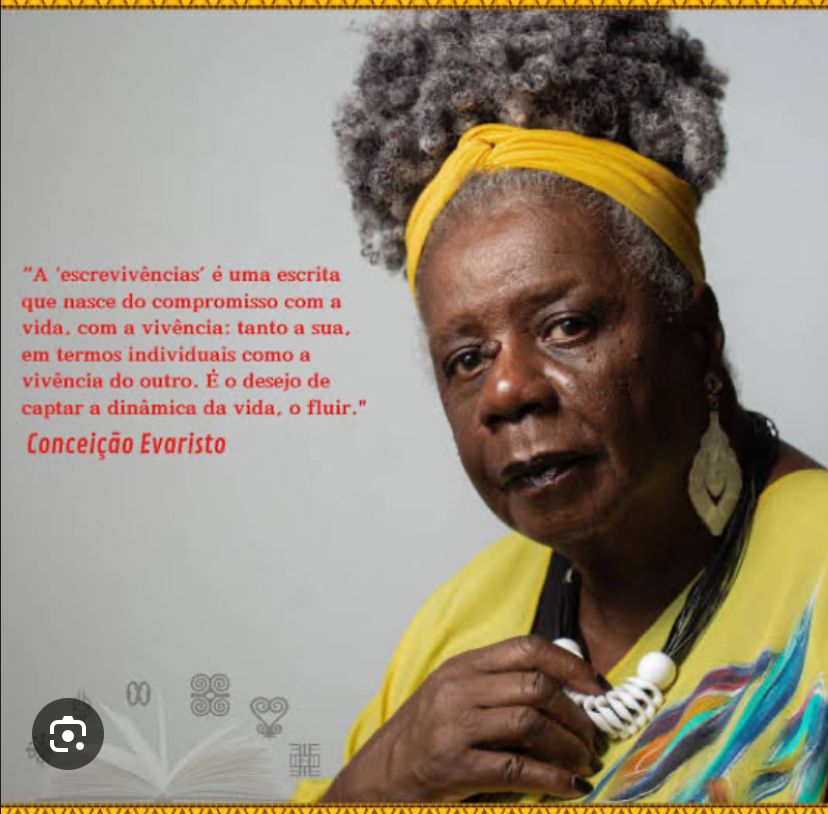 "A 'escrevivências' é uma escrita
que nasce do compromisso com a
vida, com a vivência: tanto a sua,
em termos individuais como a
vivência do outro. É o desejo de
captar a dinâmica da vida, o fluir."
Conceição Evaristo